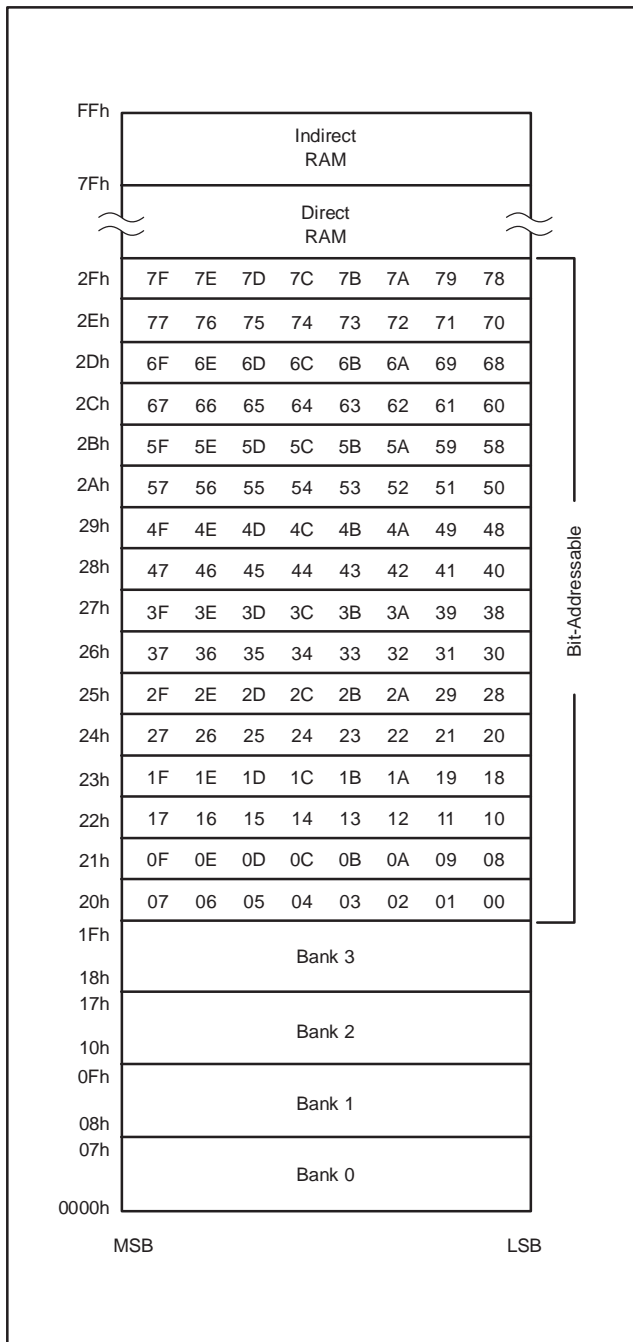 FFh
Indirect
RAM
7Fh
Direct
RAM
2Fh 7F 7E 7D 7C 7B 7A 79 78
2Eh 77 76 75 74 73 72 71 70
2Dh 6F 6E 6D 6C 6B 6A 69 68
2Ch 67 66 65 64 63 62 61 60
2Bh 5F 5E 5D 5C 5B 5A 59 58
2Ah 57 56 55 54 53 52 51 50
29h 4F 4E 4D 4C 4B 4A 49 48
28h 47 46 45 44 43 42 41 40
27h 3F 3E 3D 3C 3B 3A 39 38
26h 37 36 35 34 33 32 31 30
25h 2F 2E 2D 2C 2B 2A 29 28
24h 27 26 25 24 23 22 21 20
23h 1F 1E 1D 1C 1B 1A 19 18
22h 17 16 15 14 13 12 11 10
21h 0F 0E 0D 0C 0B 0A 09 08
20h 07 06 05 04 03 02 01 00
Bit-Addressable
1Fh
Bank 3
18h
17h
Bank 2
10h
0Fh
Bank 1
08h
07h
Bank 0
0000h
MSB LSB